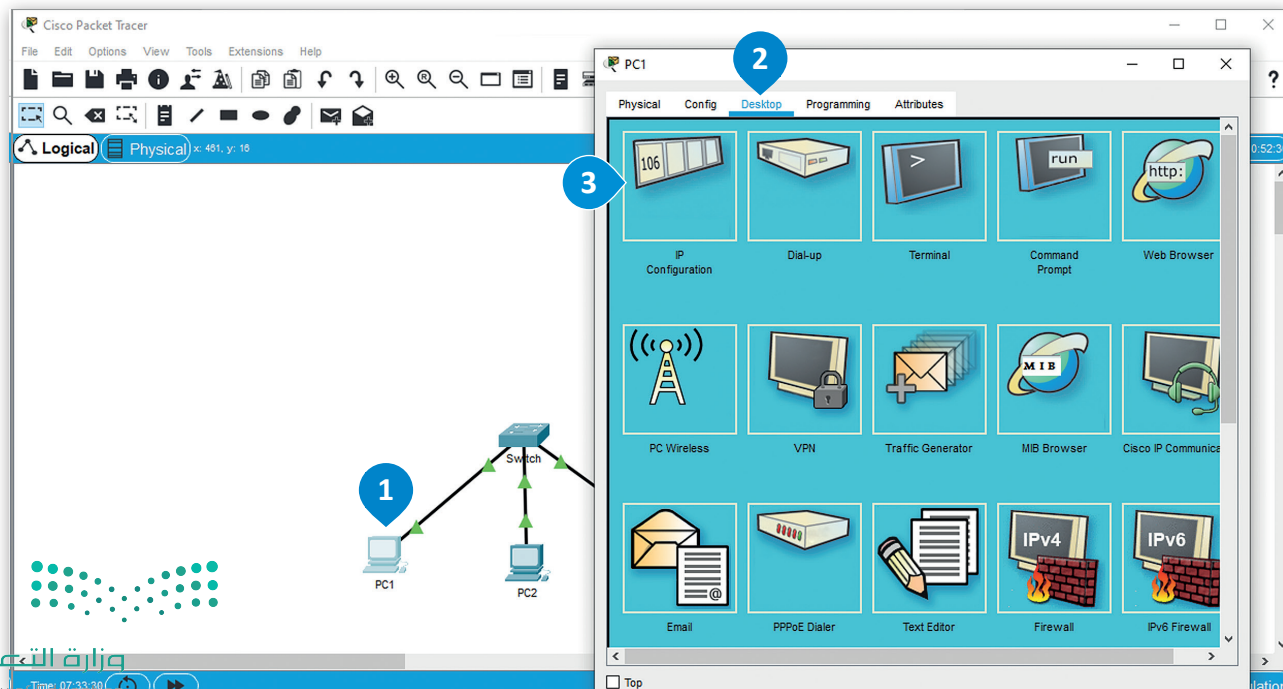 Cisco Packet Tracer
File Edit Options View Tools Extensions Help
?
Logical
Physical x: 461, y: 16
PC1
2
Physical Config Desktop Programming Attributes
3
106
>
run
http:
IP Configuration
Dial-up
Terminal
Command Prompt
Web Browser
MIB
PC Wireless
VPN
Traffic Generator
MIB Browser
Cisco IP Communica
@
IPv4
IPv6
Email
PPPoE Dialer
Text Editor
Firewall
IPv6 Firewall
Top
Switch
1
PC1
PC2
وزارة
Time: 07:33:30